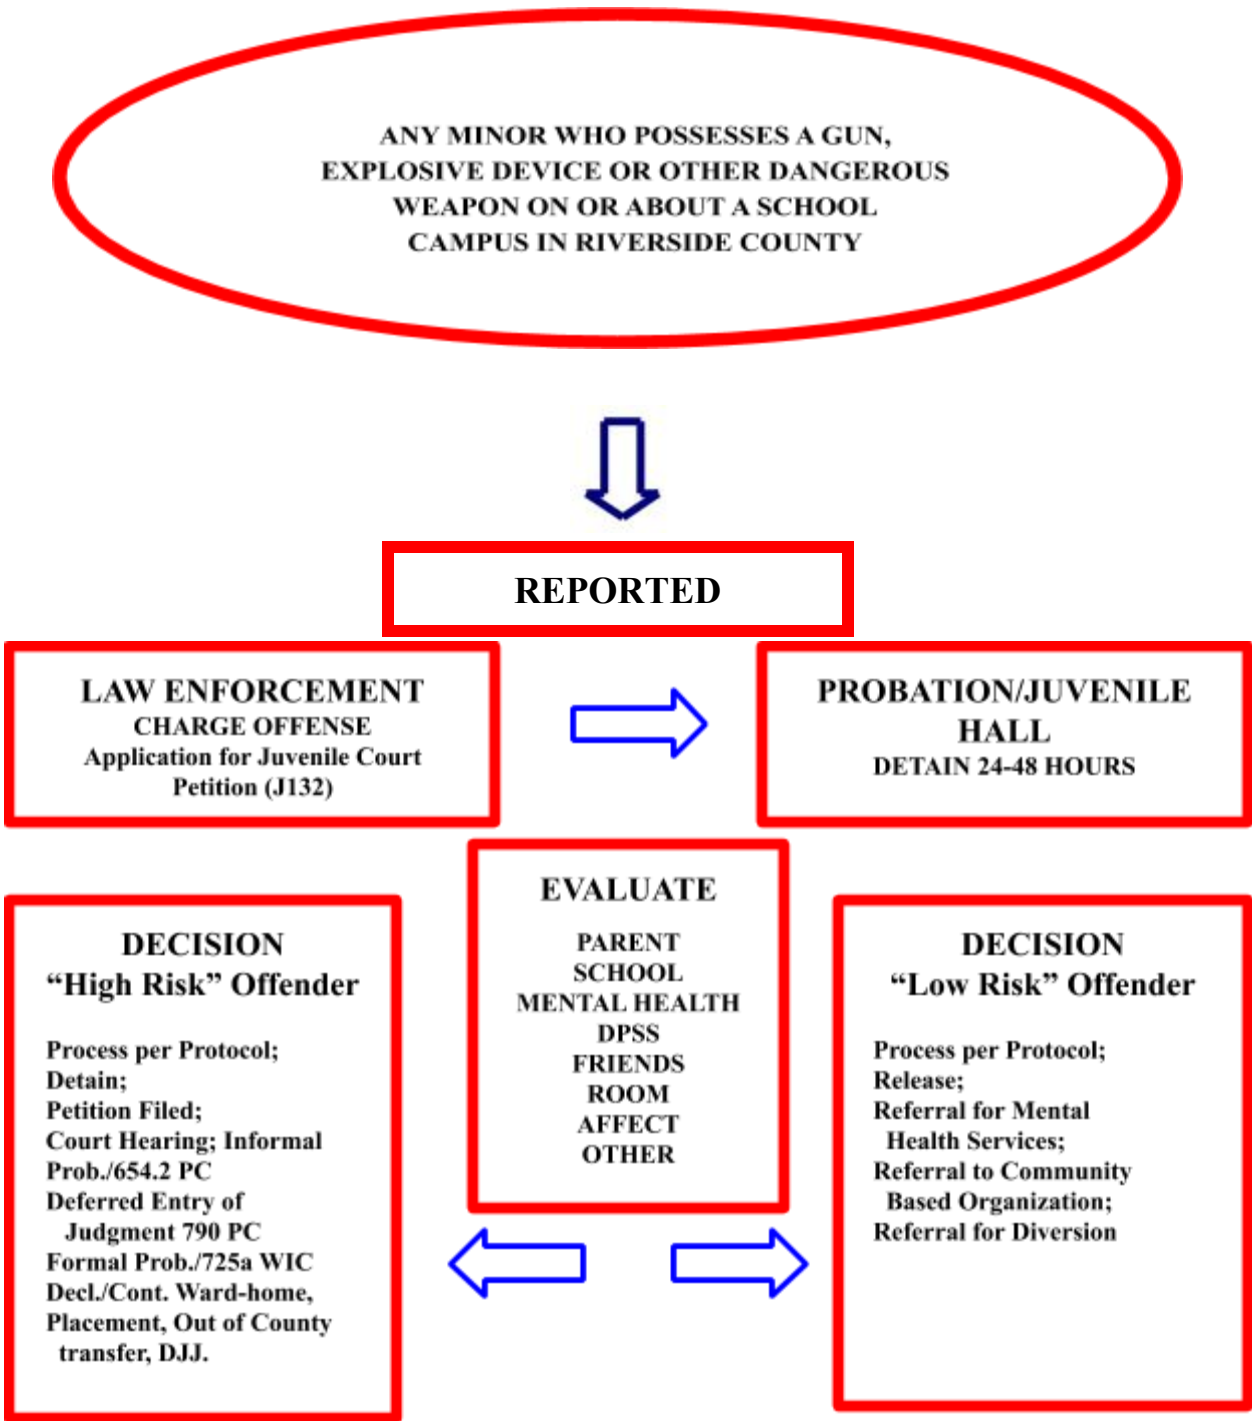 ANY MINOR WHO POSSESSES A GUN,
EXPLOSIVE DEVICE OR OTHER DANGEROUS
WEAPON ON OR ABOUT A SCHOOL
CAMPUS IN RIVERSIDE COUNTY
REPORTED
LAW ENFORCEMENT
CHARGE OFFENSE
Application for Juvenile Court
Petition (J132)
PROBATION/JUVENILE
HALL
DETAIN 24-48 HOURS
EVALUATE
PARENT
SCHOOL
MENTAL HEALTH
DPSS
FRIENDS
ROOM
AFFECT
OTHER
DECISION
“High Risk” Offender
Process per Protocol;
Detain;
Petition Filed;
Court Hearing; Informal
Prob./654.2 PC
Deferred Entry of
Judgment 790 PC
Formal Prob./725a WIC
Decl./Cont. Ward-home,
Placement, Out of County
transfer, DJJ.
DECISION
“Low Risk” Offender
Process per Protocol;
Release;
Referral for Mental
Health Services;
Referral to Community
Based Organization;
Referral for Diversion